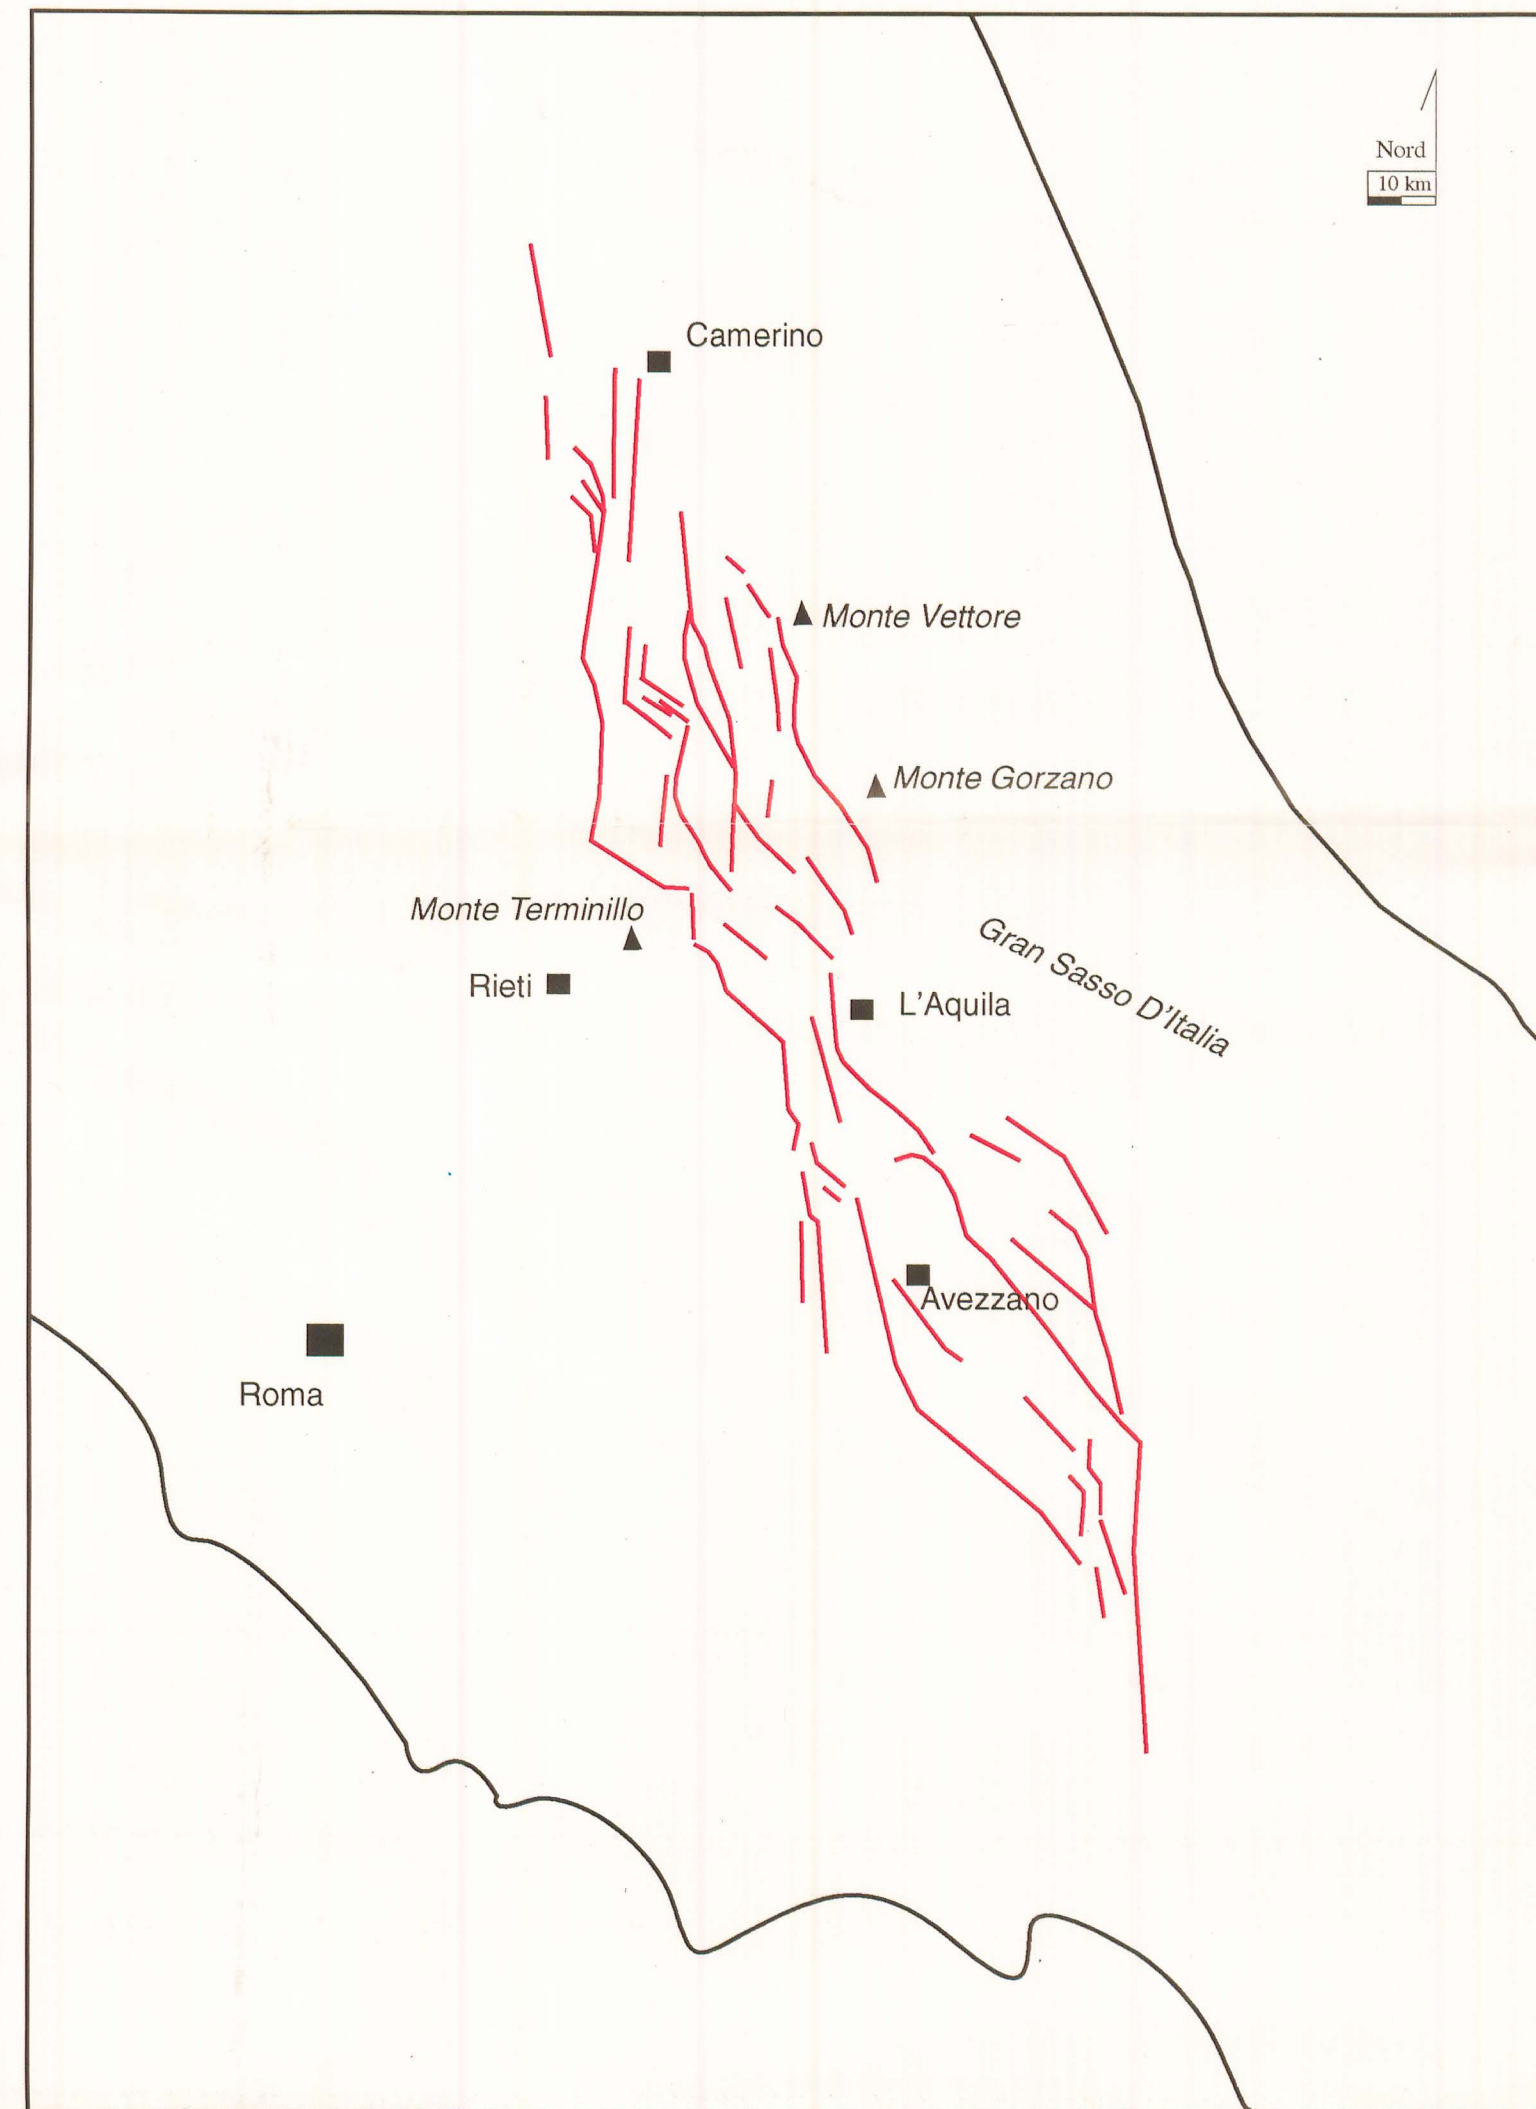 Nord
10 km
Camerino
Monte Vettore
Monte Gorzano
Monte Terminillo
Gran Sasso D'Italia
Rieti
L'Aquila
Avezzano
Roma